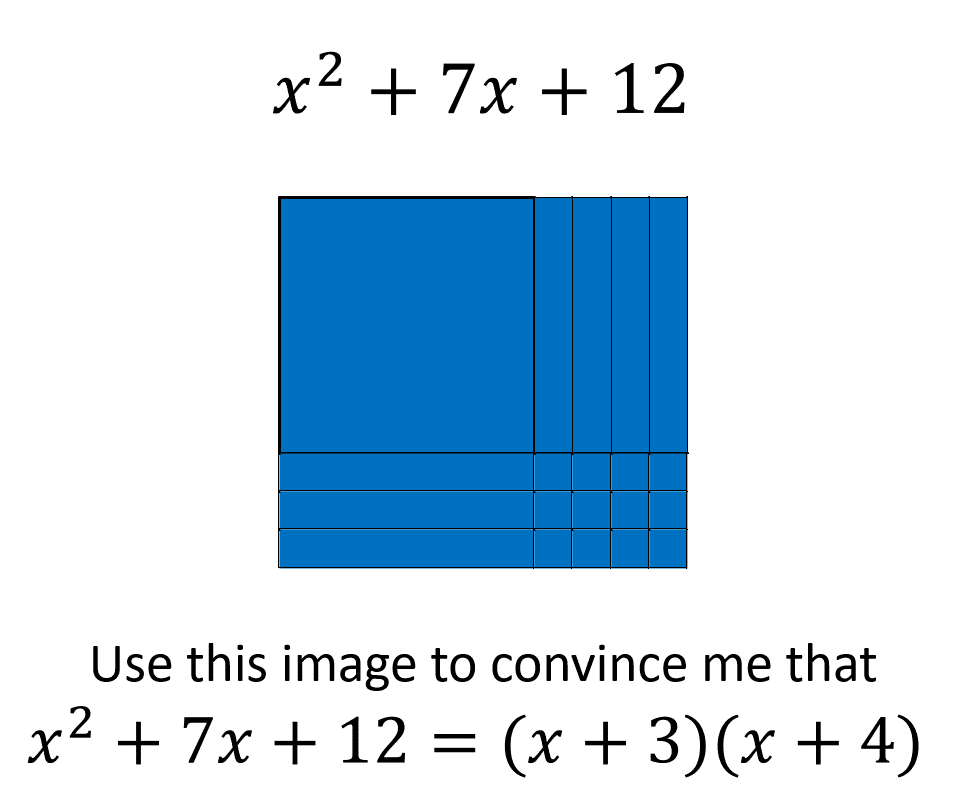 x² + 7x + 12
Use this image to convince me that
x² + 7x + 12 = (x + 3)(x + 4)